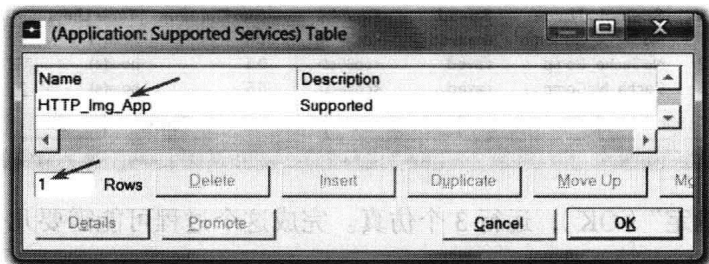 (Application: Supported Services) Table
Name Description
HTTP_Img_App Supported
1 Rows Delete Insert Duplicate Move Up
Details Promote Cancel OK